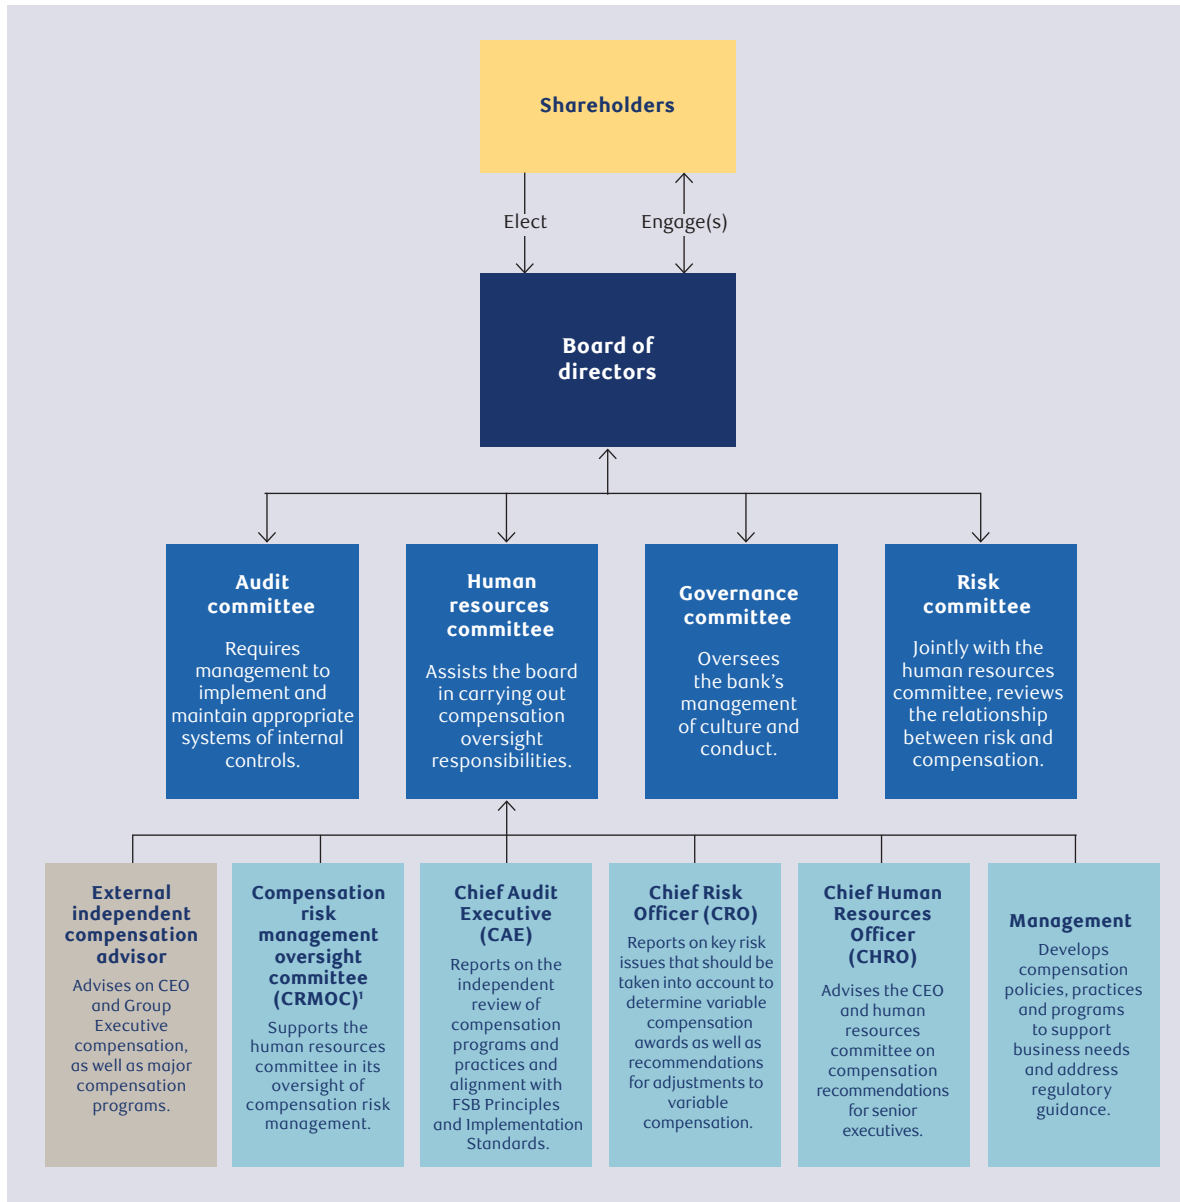 Shareholders
Elect
Engage(s)
Board of
directors
Audit
committee
Requires
management to
implement and
maintain appropriate
systems of internal
controls.
Human
resources
committee
Assists the board
in carrying out
compensation
oversight
responsibilities.
Governance
committee
Oversees
the bank’s
management
of culture and
conduct.
Risk
committee
Jointly with the
human resources
committee, reviews
the relationship
between risk and
compensation.
External
independent
compensation
advisor
Advises on CEO
and Group
Executive
compensation,
as well as major
compensation
programs.
Compensation
risk
management
oversight
committee
(CRMOC)¹
Supports the
human resources
committee in its
oversight of
compensation risk
management.
Chief Audit
Executive
(CAE)
Reports on the
independent
review of
compensation
programs and
practices and
alignment with
FSB Principles
and Implementation
Standards.
Chief Risk
Officer (CRO)
Reports on key risk
issues that should be
taken into account to
determine variable
compensation
awards as well as
recommendations
for adjustments to
variable
compensation.
Chief Human
Resources
Officer
(CHRO)
Advises the CEO
and human
resources
committee on
compensation
recommendations
for senior
executives.
Management
Develops
compensation
policies, practices
and programs
to support
business needs
and address
regulatory
guidance.